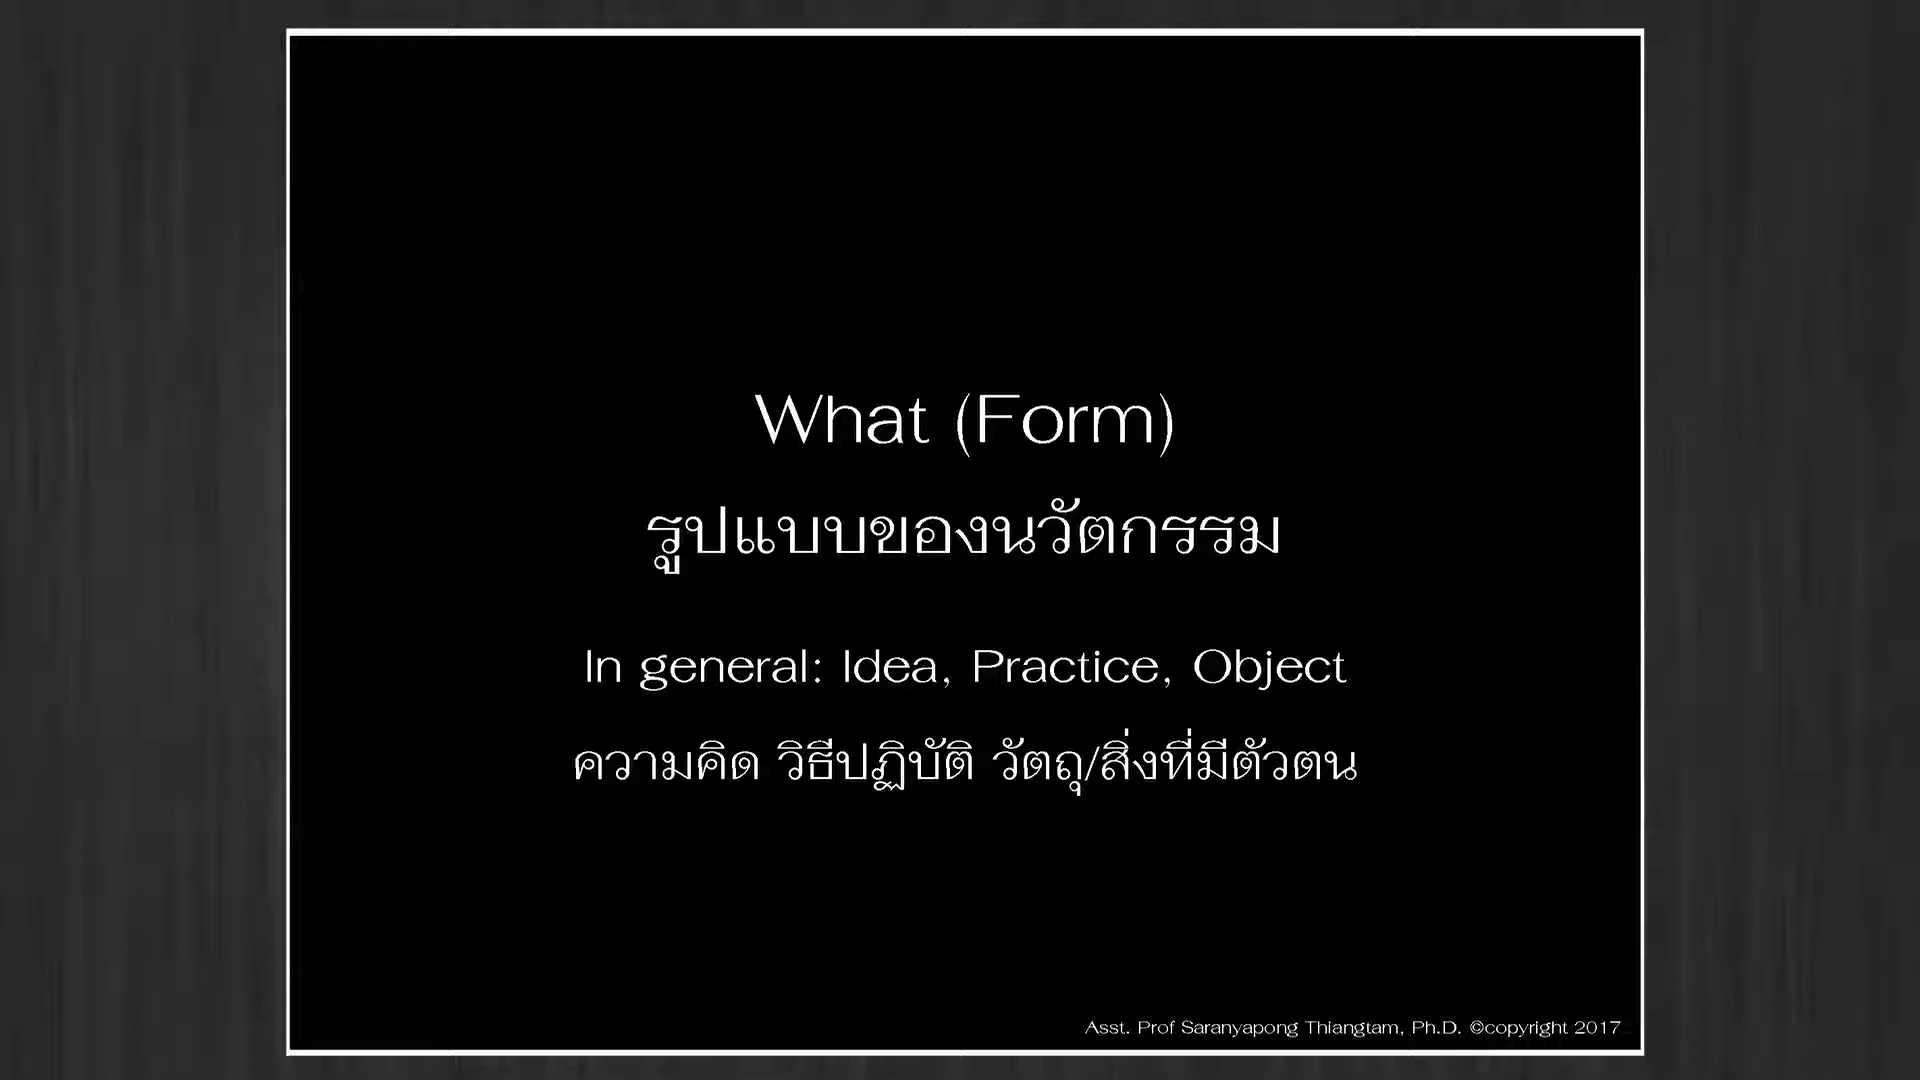 What (Form)
รูปแบบของนวัตกรรม
In general: Idea, Practice, Object
ความคิด วิธีปฏิบัติ วัตถุ/สิ่งที่มีตัวตน
Asst. Prof Saranyapong Thiangtam, Ph.D. ©copyright 2017